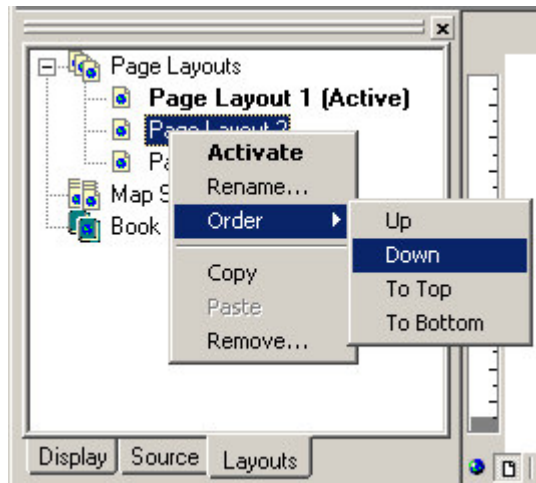 Page Layouts
Page Layout 1 (Active)
Page Layout 2
Activate
Rename...
Map
Order
Up
Book
Down
Copy
To Top
Paste
To Bottom
Remove...
Display
Source
Layouts